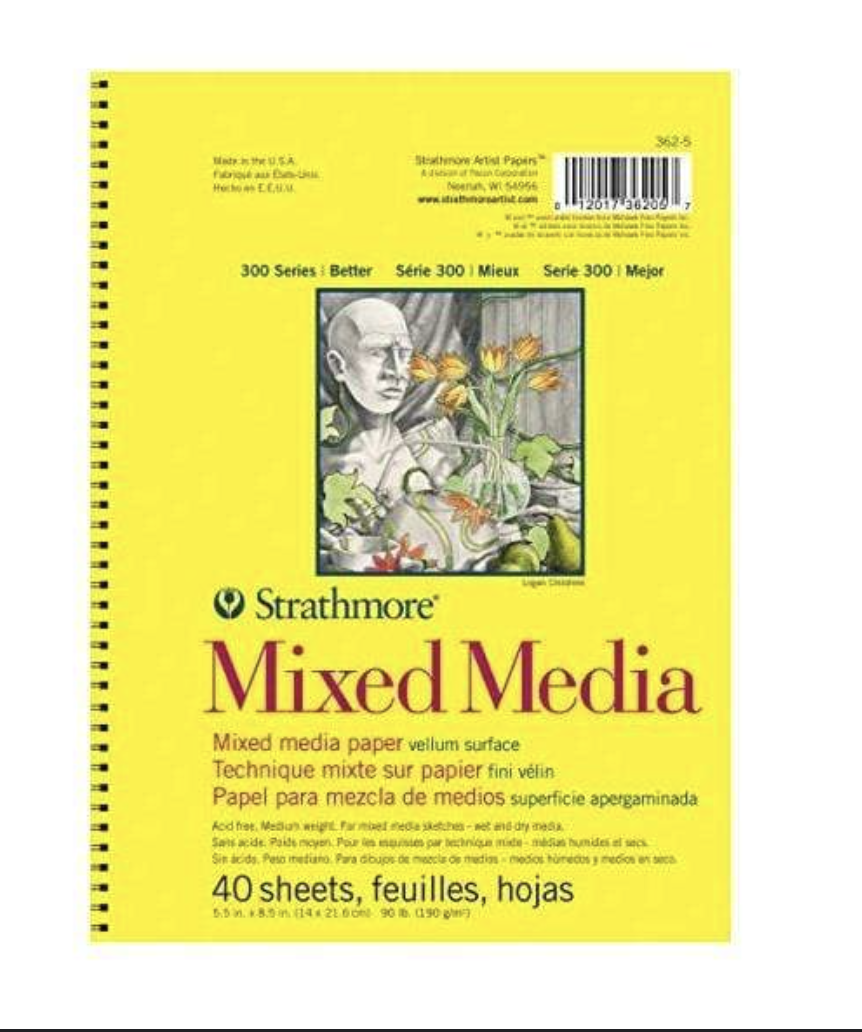 362-5
Made in the U.S.A.
Fabriqué aux États-Unis
Hecho en E.E.U.U.
Strathmore Artist Papers™
A division of Pacon Corporation
Neenah, WI 54956
www.strathmoreartist.com
0 12017 36205 7
300 Series | Better Série 300 | Mieux Serie 300 | Mejor
Logan
Strathmore®
Mixed Media
Mixed media paper vellum surface
Technique mixte sur papier fini vélin
Papel para mezcla de medios superficie apergaminada
Acid free. Medium weight. For mixed media sketches - wet and dry media.
Sans acide. Poids moyen. Pour les esquisses par technique mixte - médias humides et secs.
Sin ácido. Peso mediano. Para dibujos de mezcla de medios - medios húmedos y medios en seco.
40 sheets, feuilles, hojas
5.5 in. x 8.5 in. (14 x 21.6 cm) 90 lb. (190 g/m²)